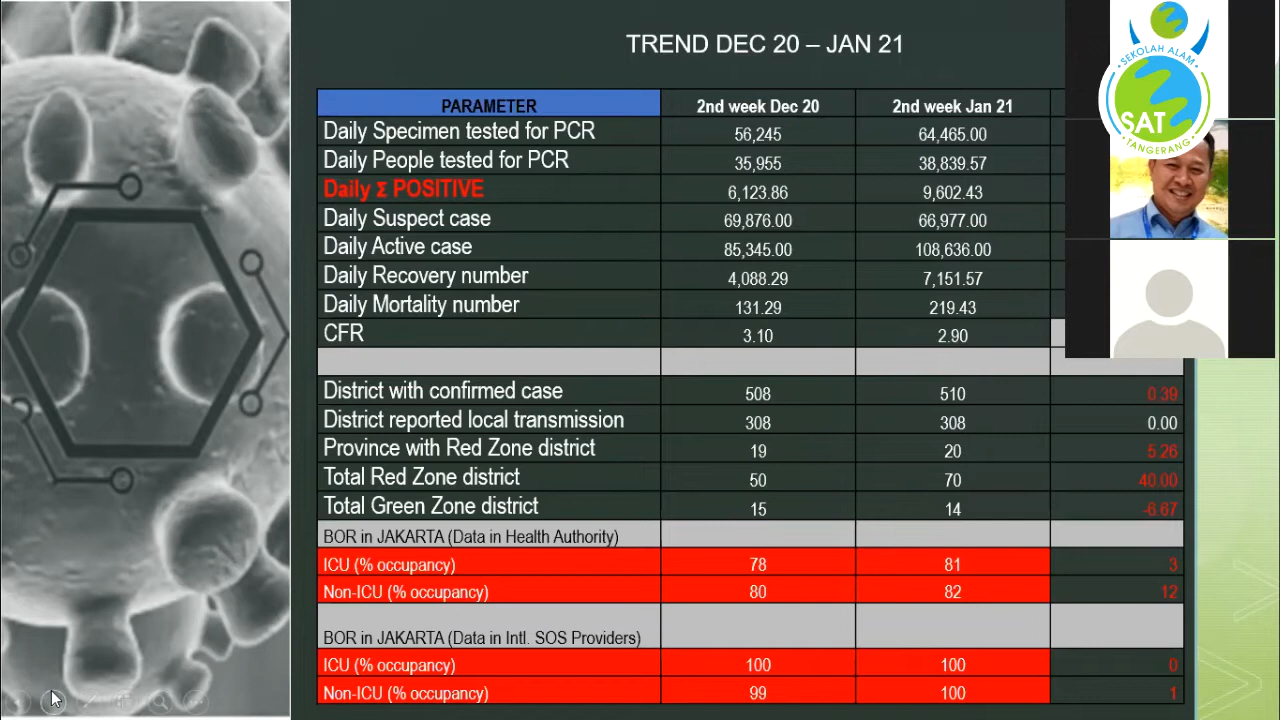 TREND DEC 20 – JAN 21
PARAMETER 2nd week Dec 20 2nd week Jan 21
Daily Specimen tested for PCR 56,245 64,465.00
Daily People tested for PCR 35,955 38,839.57
Daily Σ POSITIVE 6,123.86 9,602.43
Daily Suspect case 69,876.00 66,977.00
Daily Active case 85,345.00 108,636.00
Daily Recovery number 4,088.29 7,151.57
Daily Mortality number 131.29 219.43
CFR 3.10 2.90
District with confirmed case 508 510 0.39
District reported local transmission 308 308 0.00
Province with Red Zone district 19 20 5.26
Total Red Zone district 50 70 40.00
Total Green Zone district 15 14 -6.67
BOR in JAKARTA (Data in Health Authority)
ICU (% occupancy) 78 81 3
Non-ICU (% occupancy) 80 82 12
BOR in JAKARTA (Data in Intl. SOS Providers)
ICU (% occupancy) 100 100 0
Non-ICU (% occupancy) 99 100 1
SEKOLAH ALAM
SAT
TANGERANG